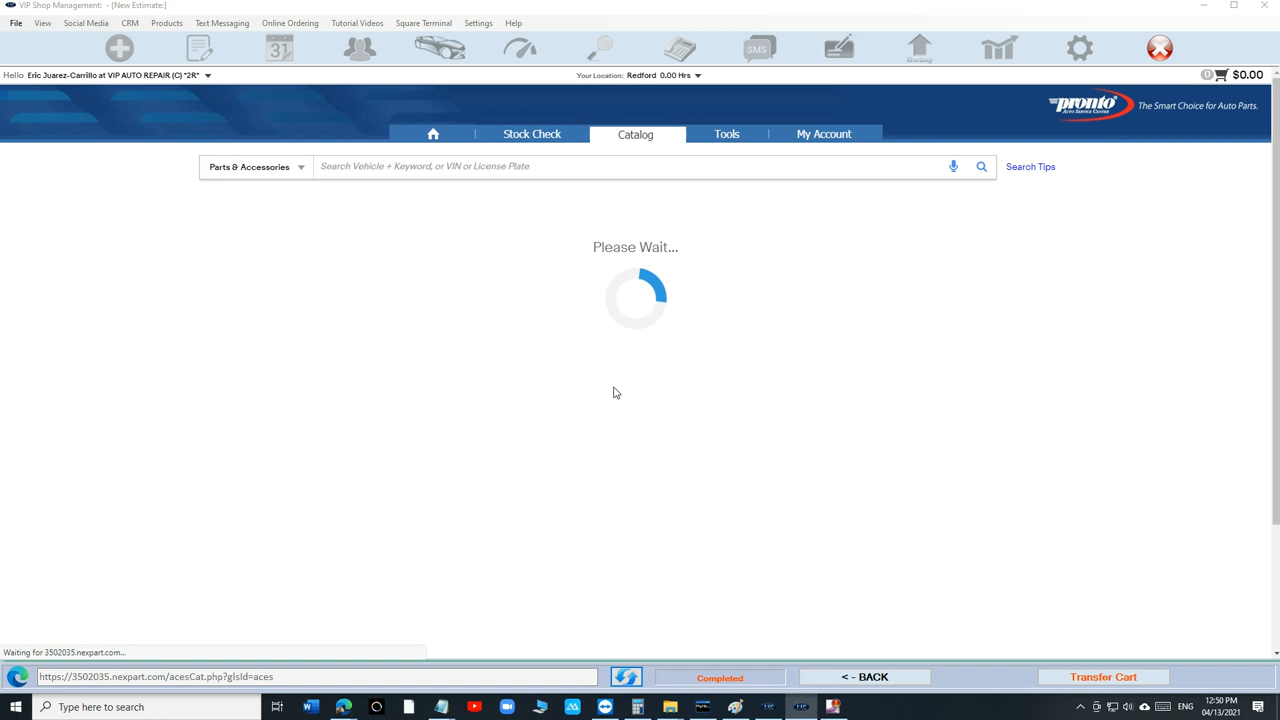 VIP Shop Management: - [New Estimate:]
File View Social Media CRM Products Text Messaging Online Ordering Tutorial Videos Square Terminal Settings Help
31 SMS Backup
Hello Eric Juarez-Carrillo at VIP AUTO REPAIR (C) *2R* Your Location: Redford 0.00 Hrs 0 $0.00
pronto AUTO SERVICE CENTER The Smart Choice for Auto Parts.
Stock Check Catalog Tools My Account
Parts & Accessories Search Vehicle + Keyword, or VIN or License Plate Search Tips
Please Wait...
Waiting for 3502035.nexpart.com...
https://3502035.nexpart.com/acesCat.php?glsId=aces Completed < - BACK Transfer Cart
Type here to search ENG 12:50 PM
04/13/2021